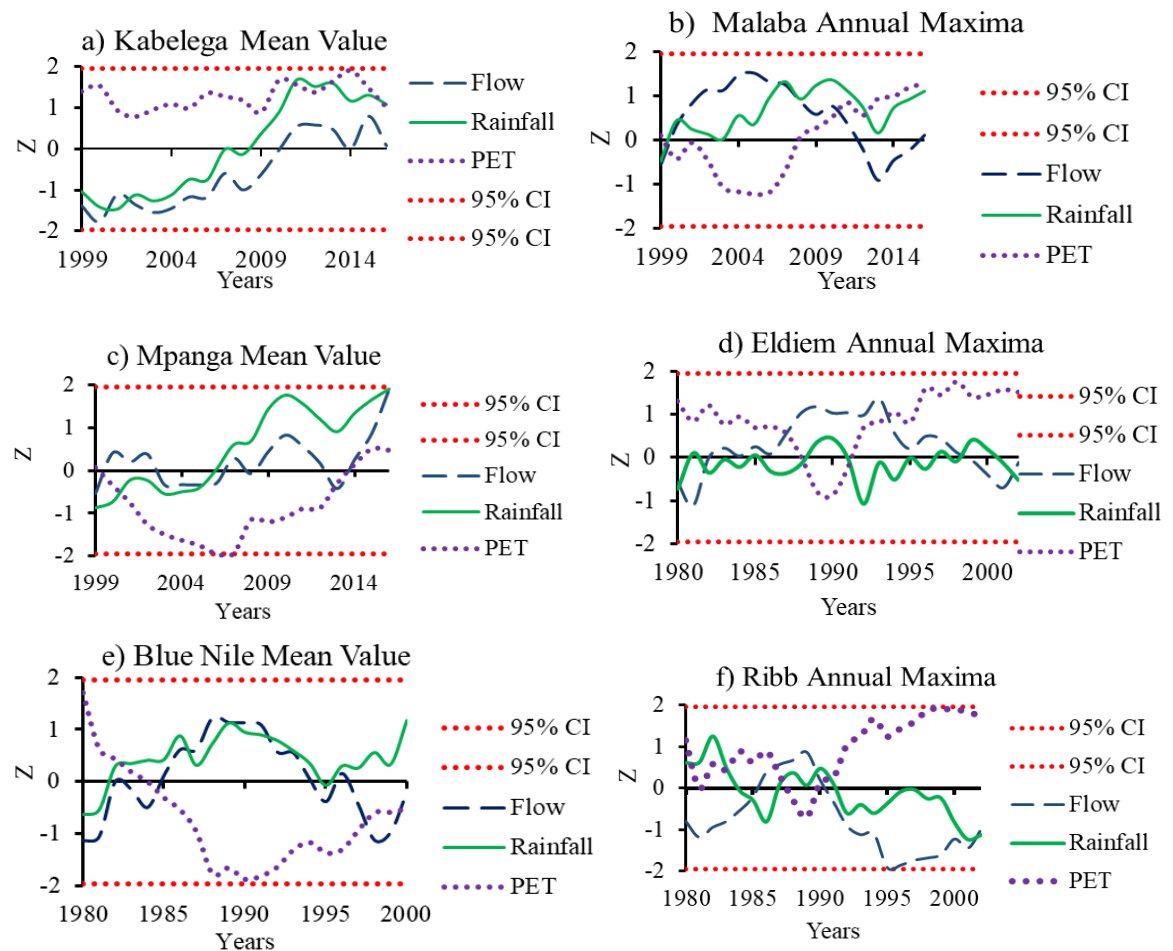 a) Kabelega Mean Value
2
1
0
-1
-2
Z
1999 2004 2009 2014
Years
Flow
Rainfall
PET
95% CI
95% CI
b) Malaba Annual Maxima
2
1
0
-1
-2
Z
1999 2004 2009 2014
Years
95% CI
95% CI
Flow
Rainfall
PET
c) Mpanga Mean Value
2
1
0
-1
-2
Z
1999 2004 2009 2014
Years
95% CI
95% CI
Flow
Rainfall
PET
d) Eldiem Annual Maxima
2
1
0
-1
-2
Z
1980 1985 1990 1995 2000
Years
95% CI
95% CI
Flow
Rainfall
PET
e) Blue Nile Mean Value
2
1
0
-1
-2
Z
1980 1985 1990 1995 2000
Years
95% CI
95% CI
Flow
Rainfall
PET
f) Ribb Annual Maxima
2
1
0
-1
-2
Z
1980 1985 1990 1995 2000
Years
95% CI
95% CI
Flow
Rainfall
PET